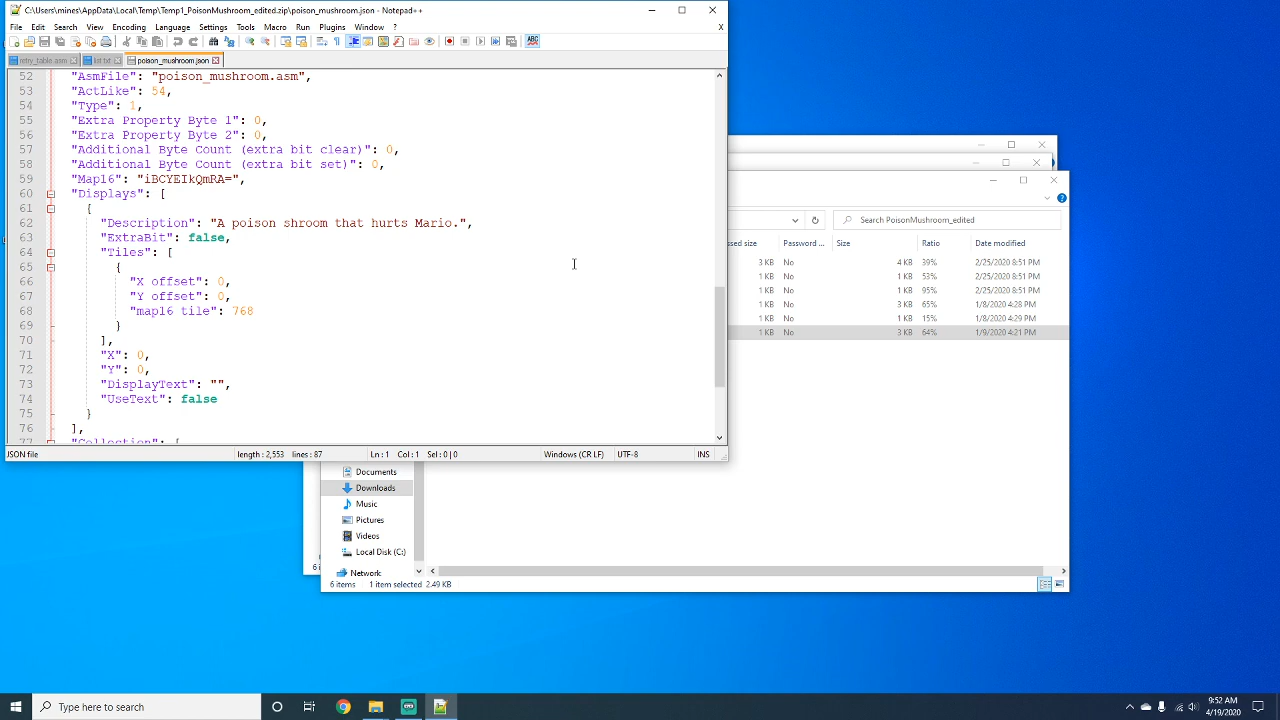 C:\Users\mines\AppData\Local\Temp\Temp1_PoisonMushroom_edited.zip\poison_mushroom.json - Notepad++
File Edit Search View Encoding Language Settings Tools Macro Run Plugins Window ? X
retry_table.asm list.txt poison_mushroom.json
52 "AsmFile": "poison_mushroom.asm",
53 "ActLike": 54,
54 "Type": 1,
55 "Extra Property Byte 1": 0,
56 "Extra Property Byte 2": 0,
57 "Additional Byte Count (extra bit clear)": 0,
58 "Additional Byte Count (extra bit set)": 0,
59 "Map16": "iBCYEIkQmRA=",
60 "Displays": [
61 {
62 "Description": "A poison shroom that hurts Mario.",
63 "ExtraBit": false,
64 "Tiles": [
65 {
66 "X offset": 0,
67 "Y offset": 0,
68 "map16 tile": 768
69 }
70 ],
71 "X": 0,
72 "Y": 0,
73 "DisplayText": "",
74 "UseText": false
75 }
76 ],
77 "Collection": [
JSON file length : 2,553 lines : 87 Ln : 1 Col : 1 Sel : 0 | 0 Windows (CR LF) UTF-8 INS
Search PoisonMushroom_edited
ssed size Password ... Size Ratio Date modified
3 KB No 4 KB 39% 2/25/2020 8:51 PM
1 KB No 1 KB 53% 2/25/2020 8:51 PM
1 KB No 1 KB 95% 2/25/2020 8:51 PM
1 KB No 3 KB 65% 1/8/2020 4:28 PM
1 KB No 1 KB 15% 1/8/2020 4:29 PM
1 KB No 3 KB 64% 1/9/2020 4:21 PM
Documents
Downloads
Music
Pictures
Videos
Local Disk (C:)
Network
6 i
6 items 1 item selected. 2.49 KB
Type here to search
9:52 AM
4/19/2020